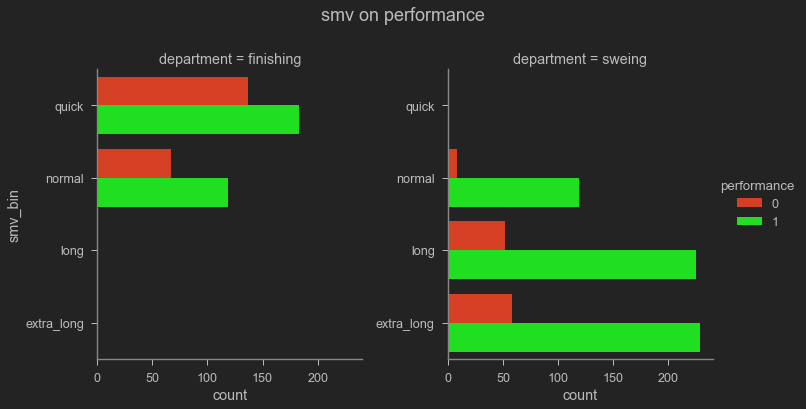 smv on performance
department = finishing
department = sweing
smv_bin
quick
normal
long
extra_long
0
50
100
150
200
count
quick
normal
long
extra_long
0
50
100
150
200
count
performance
0
1